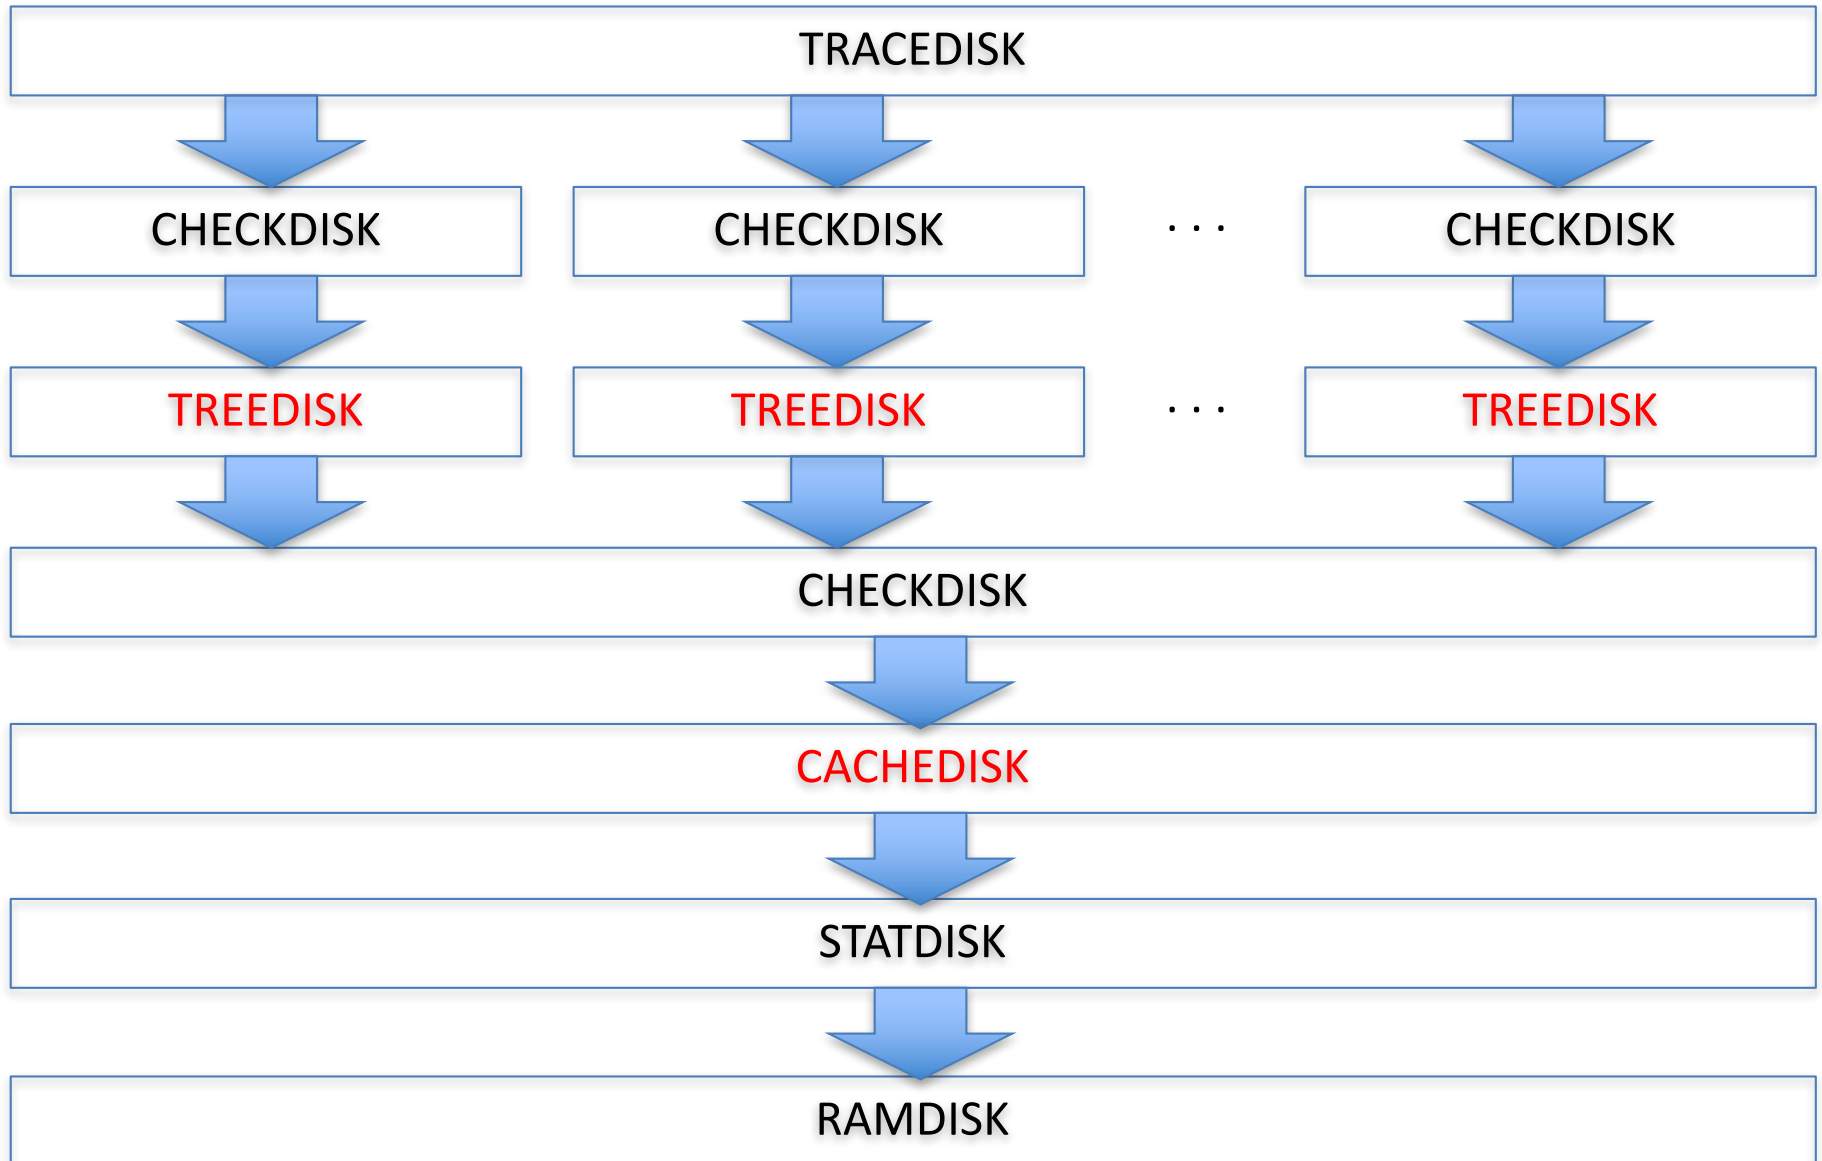 TRACEDISK
CHECKDISK CHECKDISK . . . CHECKDISK
TREEDISK TREEDISK . . . TREEDISK
CHECKDISK
CACHEDISK
STATDISK
RAMDISK